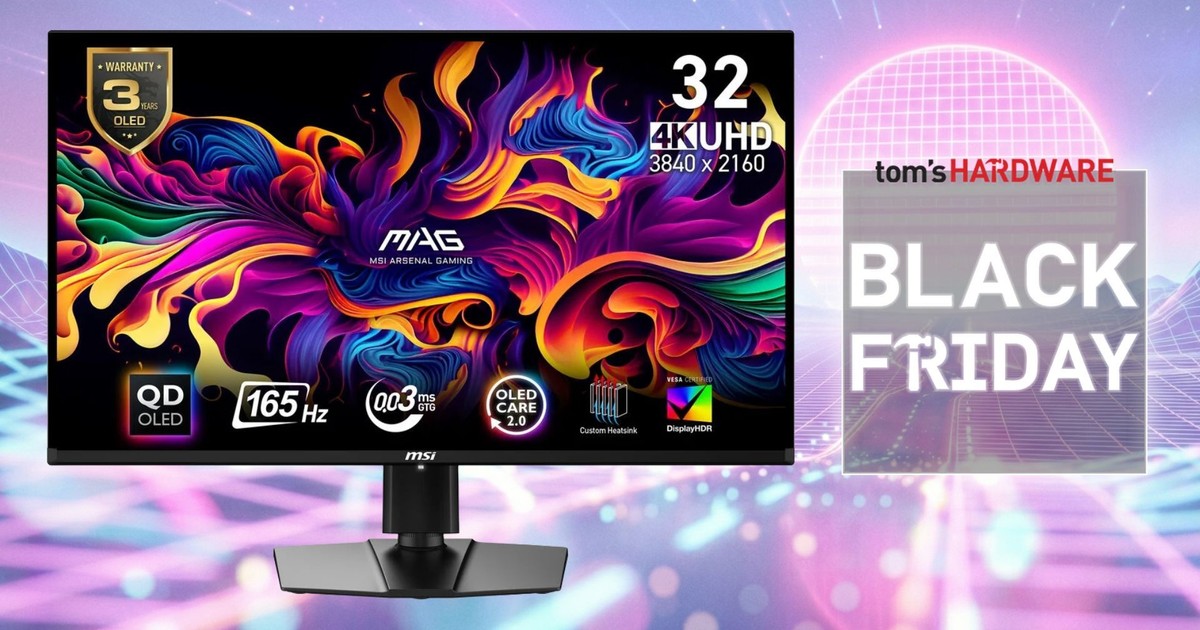 WARRANTY
3 YEARS
OLED
32
4K UHD
3840 x 2160
MAG
MSI ARSENAL GAMING
QD
OLED
165 Hz
0,03 ms
GTG
OLED
CARE
2.0
Custom Heatsink
VESA CERTIFIED
DisplayHDR
msi
tom's HARDWARE
BLACK
FRIDAY